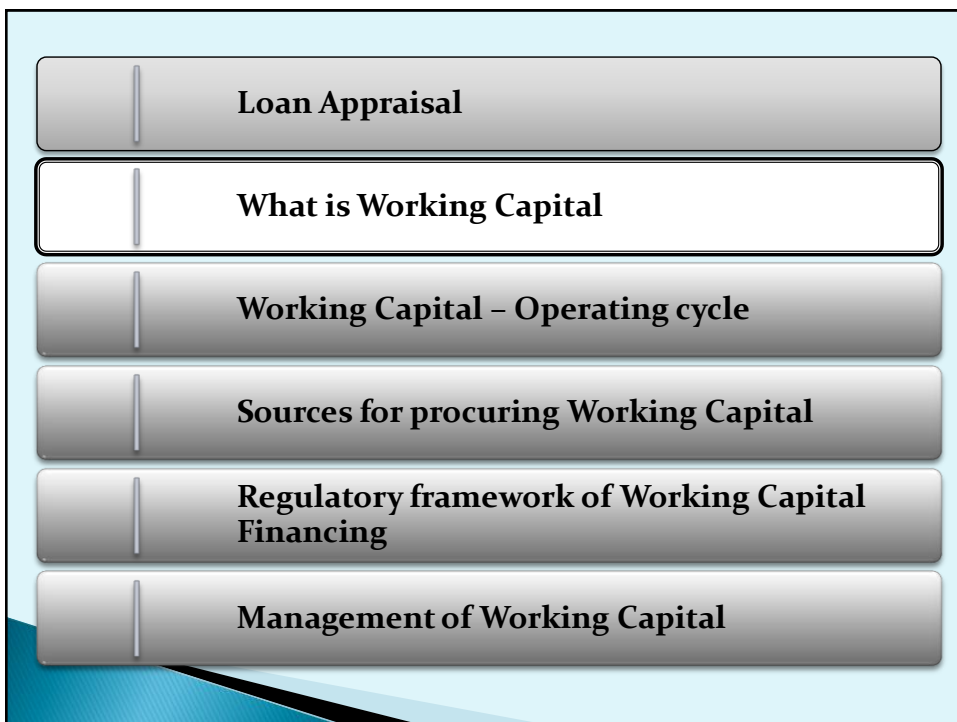 Loan Appraisal
What is Working Capital
Working Capital – Operating cycle
Sources for procuring Working Capital
Regulatory framework of Working Capital
Financing
Management of Working Capital